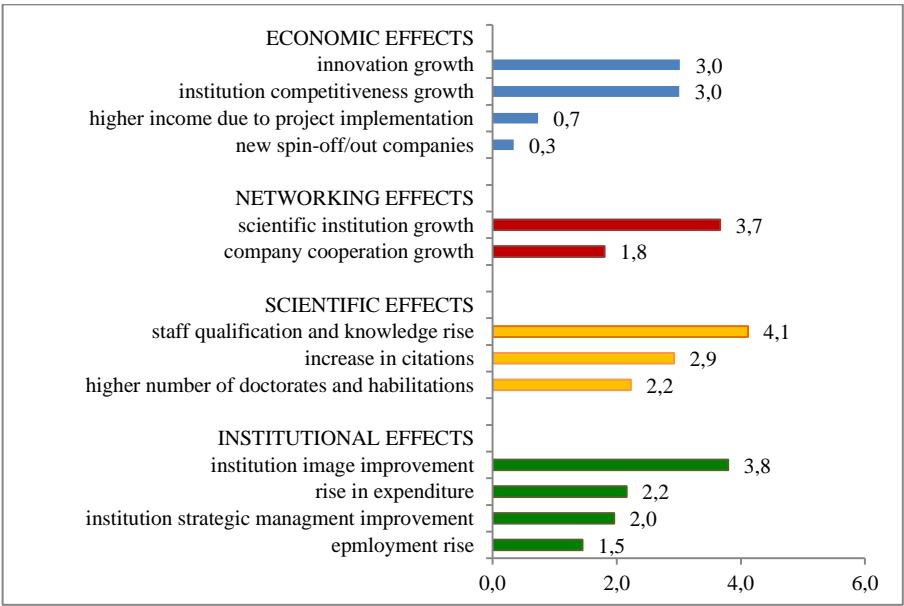 ECONOMIC EFFECTS
innovation growth 3,0
institution competitiveness growth 3,0
higher income due to project implementation 0,7
new spin-off/out companies 0,3
NETWORKING EFFECTS
scientific institution growth 3,7
company cooperation growth 1,8
SCIENTIFIC EFFECTS
staff qualification and knowledge rise 4,1
increase in citations 2,9
higher number of doctorates and habilitations 2,2
INSTITUTIONAL EFFECTS
institution image improvement 3,8
rise in expenditure 2,2
institution strategic managment improvement 2,0
epmloyment rise 1,5
0,0 2,0 4,0 6,0